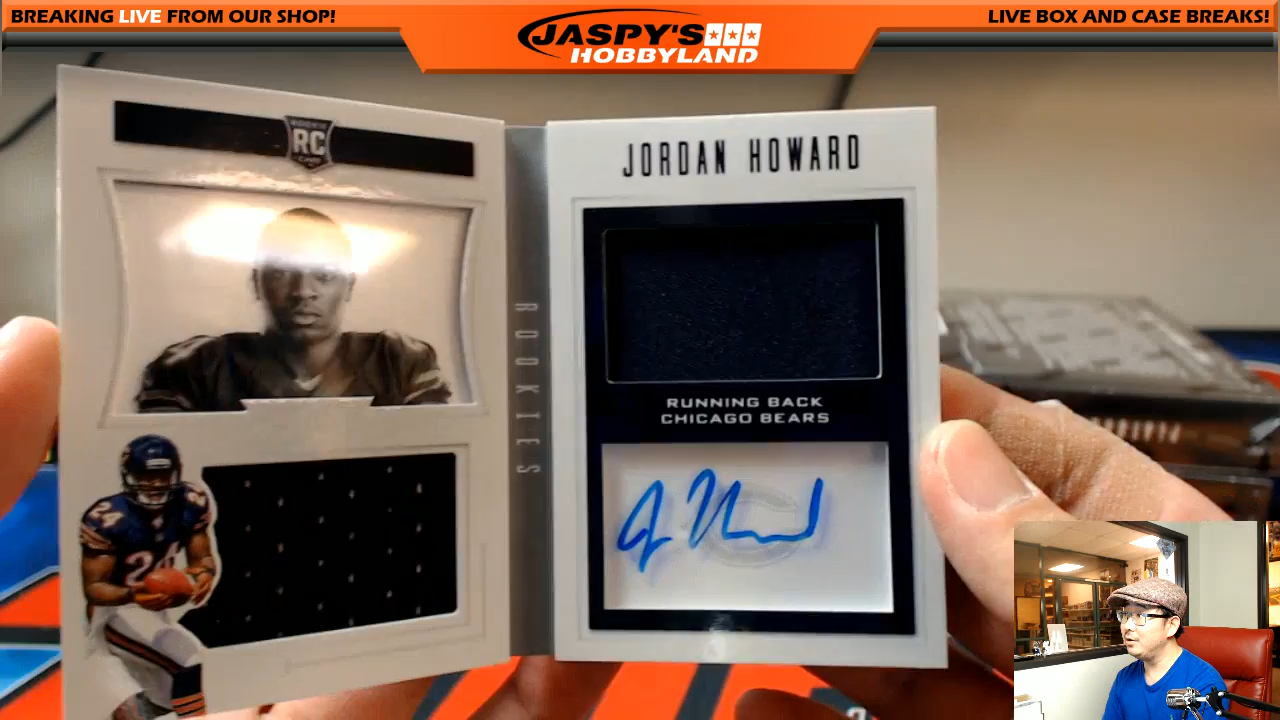 BREAKING LIVE FROM OUR SHOP!
JASPY'S
HOBBYLAND
LIVE BOX AND CASE BREAKS!
RC
ROOKIES
24
24
JORDAN HOWARD
RUNNING BACK
CHICAGO BEARS